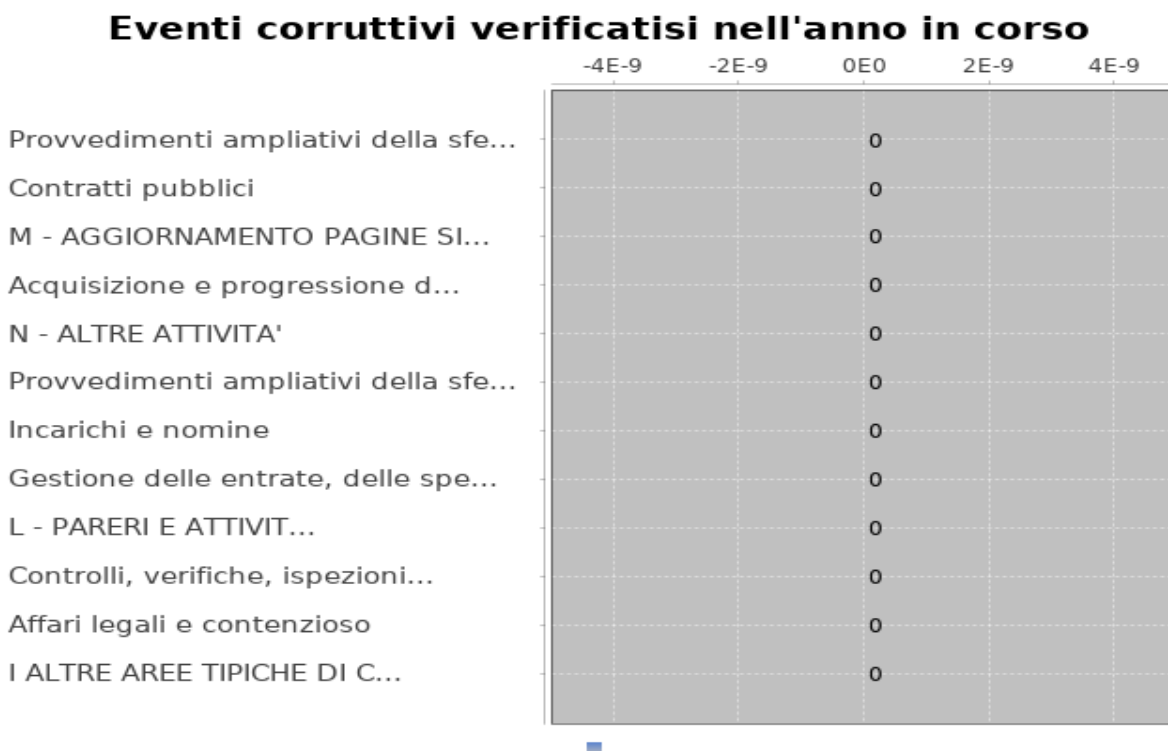 Eventi corruttivi verificatisi nell'anno in corso
-4E-9 -2E-9 0E0 2E-9 4E-9
Provvedimenti ampliativi della sfe... 0
Contratti pubblici 0
M - AGGIORNAMENTO PAGINE SI... 0
Acquisizione e progressione d... 0
N - ALTRE ATTIVITA' 0
Provvedimenti ampliativi della sfe... 0
Incarichi e nomine 0
Gestione delle entrate, delle spe... 0
L - PARERI E ATTIVIT... 0
Controlli, verifiche, ispezioni... 0
Affari legali e contenzioso 0
I ALTRE AREE TIPICHE DI C... 0